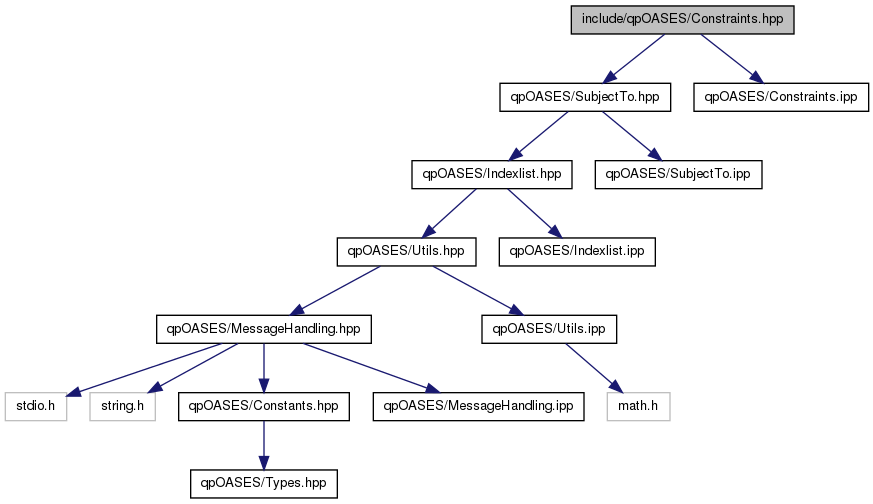 include/qpOASES/Constraints.hpp
qpOASES/SubjectTo.hpp
qpOASES/Constraints.ipp
qpOASES/Indexlist.hpp
qpOASES/SubjectTo.ipp
qpOASES/Utils.hpp
qpOASES/Indexlist.ipp
qpOASES/MessageHandling.hpp
qpOASES/Utils.ipp
stdio.h
string.h
qpOASES/Constants.hpp
qpOASES/MessageHandling.ipp
math.h
qpOASES/Types.hpp